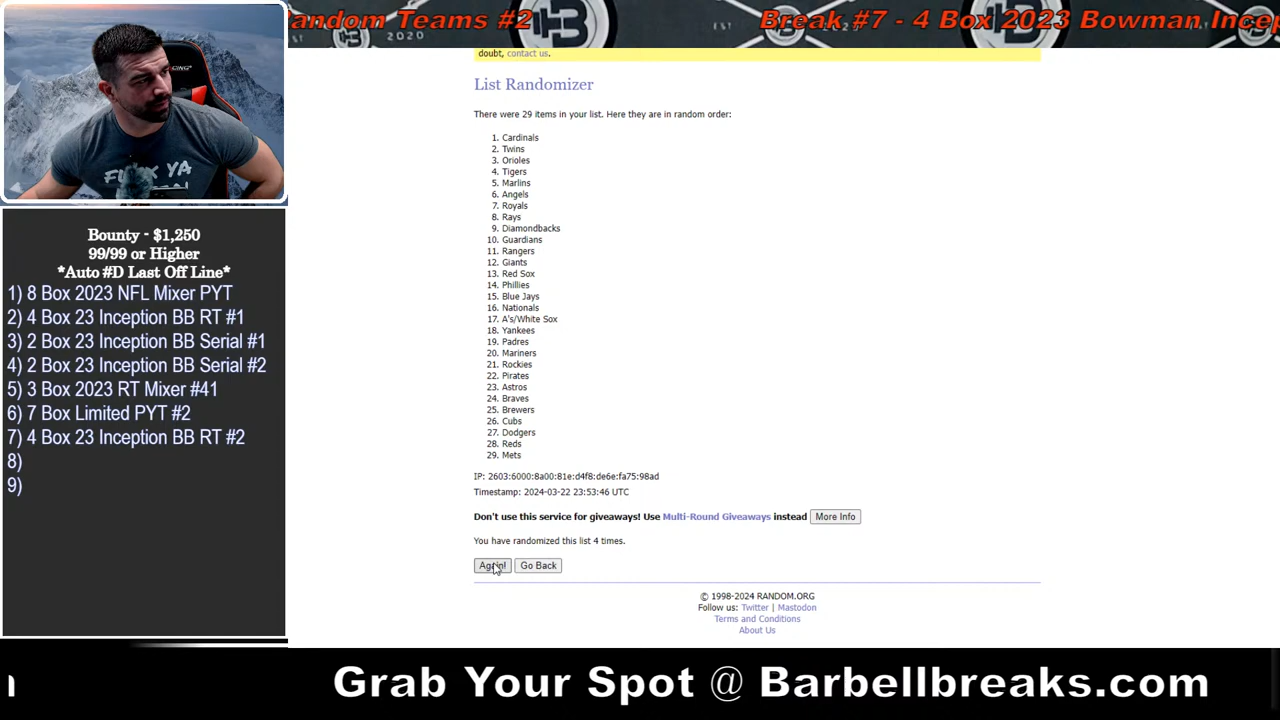 Random Teams #2
Break #7 - 4 Box 2023 Bowman Incep
EST
2020
EST
doubt, contact us.
List Randomizer
There were 29 items in your list. Here they are in random order:
1. Cardinals
2. Twins
3. Orioles
4. Tigers
5. Marlins
6. Angels
7. Royals
8. Rays
9. Diamondbacks
10. Guardians
11. Rangers
12. Giants
13. Red Sox
14. Phillies
15. Blue Jays
16. Nationals
17. A's/White Sox
18. Yankees
19. Padres
20. Mariners
21. Rockies
22. Pirates
23. Astros
24. Braves
25. Brewers
26. Cubs
27. Dodgers
28. Reds
29. Mets
IP: 2603:6000:8a00:81e:d4f8:de6e:fa75:98ad
Timestamp: 2024-03-22 23:53:46 UTC
Don't use this service for giveaways! Use Multi-Round Giveaways instead More Info
You have randomized this list 4 times.
Again! Go Back
© 1998-2024 RANDOM.ORG
Follow us: Twitter | Mastodon
Terms and Conditions
About Us
Bounty - $1,250
99/99 or Higher
*Auto #D Last Off Line*
1) 8 Box 2023 NFL Mixer PYT
2) 4 Box 23 Inception BB RT #1
3) 2 Box 23 Inception BB Serial #1
4) 2 Box 23 Inception BB Serial #2
5) 3 Box 2023 RT Mixer #41
6) 7 Box Limited PYT #2
7) 4 Box 23 Inception BB RT #2
8)
9)
Grab Your Spot @ Barbellbreaks.com